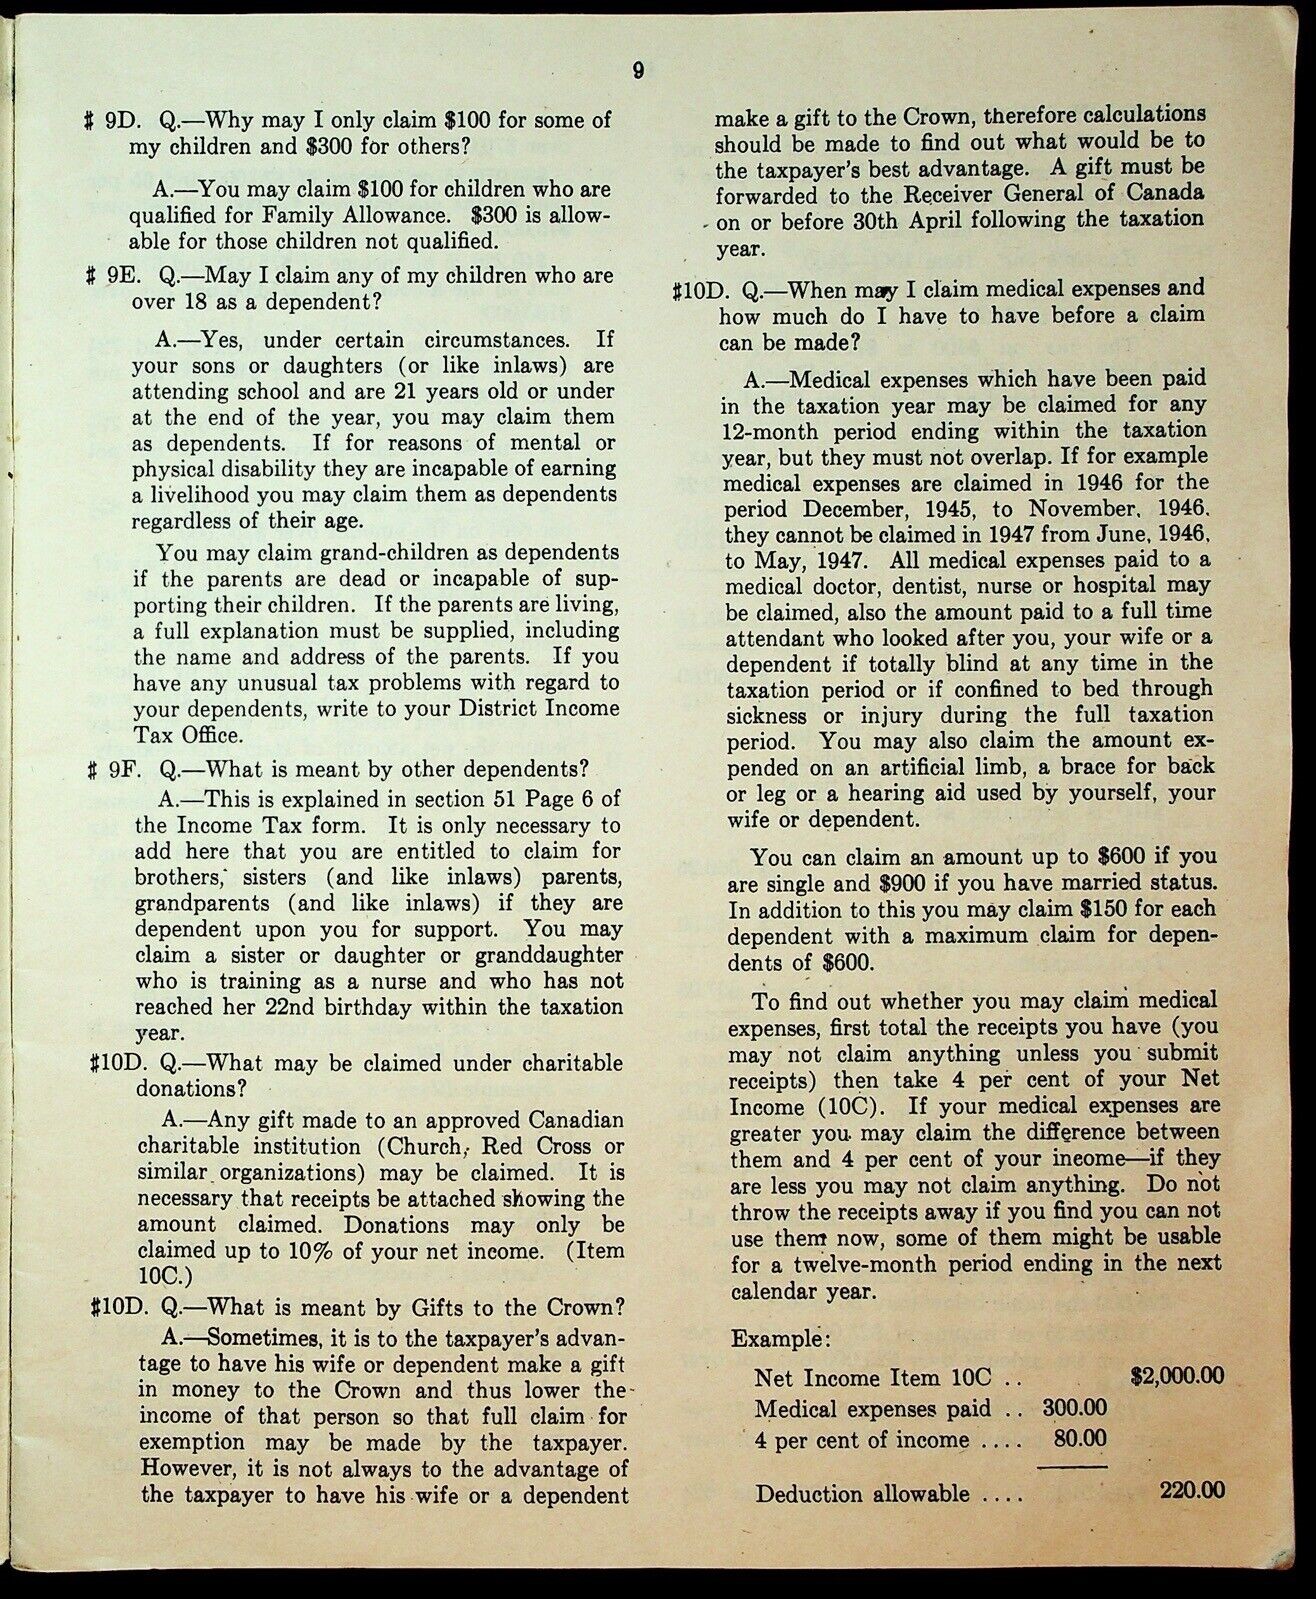 9
# 9D. Q.—Why may I only claim $100 for some of
my children and $300 for others?
A.—You may claim $100 for children who are
qualified for Family Allowance. $300 is allow-
able for those children not qualified.
# 9E. Q.—May I claim any of my children who are
over 18 as a dependent?
A.—Yes, under certain circumstances. If
your sons or daughters (or like inlaws) are
attending school and are 21 years old or under
at the end of the year, you may claim them
as dependents. If for reasons of mental or
physical disability they are incapable of earning
a livelihood you may claim them as dependents
regardless of their age.
You may claim grand-children as dependents
if the parents are dead or incapable of sup-
porting their children. If the parents are living,
a full explanation must be supplied, including
the name and address of the parents. If you
have any unusual tax problems with regard to
your dependents, write to your District Income
Tax Office.
# 9F. Q.—What is meant by other dependents?
A.—This is explained in section 51 Page 6 of
the Income Tax form. It is only necessary to
add here that you are entitled to claim for
brothers, sisters (and like inlaws) parents,
grandparents (and like inlaws) if they are
dependent upon you for support. You may
claim a sister or daughter or granddaughter
who is training as a nurse and who has not
reached her 22nd birthday within the taxation
year.
#10D. Q.—What may be claimed under charitable
donations?
A.—Any gift made to an approved Canadian
charitable institution (Church, Red Cross or
similar organizations) may be claimed. It is
necessary that receipts be attached showing the
amount claimed. Donations may only be
claimed up to 10% of your net income. (Item
10C.)
#10D. Q.—What is meant by Gifts to the Crown?
A.—Sometimes, it is to the taxpayer's advan-
tage to have his wife or dependent make a gift
in money to the Crown and thus lower the
income of that person so that full claim for
exemption may be made by the taxpayer.
However, it is not always to the advantage of
the taxpayer to have his wife or a dependent
make a gift to the Crown, therefore calculations
should be made to find out what would be to
the taxpayer's best advantage. A gift must be
forwarded to the Receiver General of Canada
on or before 30th April following the taxation
year.
#10D. Q.—When may I claim medical expenses and
how much do I have to have before a claim
can be made?
A.—Medical expenses which have been paid
in the taxation year may be claimed for any
12-month period ending within the taxation
year, but they must not overlap. If for example
medical expenses are claimed in 1946 for the
period December, 1945, to November, 1946,
they cannot be claimed in 1947 from June, 1946,
to May, 1947. All medical expenses paid to a
medical doctor, dentist, nurse or hospital may
be claimed, also the amount paid to a full time
attendant who looked after you, your wife or a
dependent if totally blind at any time in the
taxation period or if confined to bed through
sickness or injury during the full taxation
period. You may also claim the amount ex-
pended on an artificial limb, a brace for back
or leg or a hearing aid used by yourself, your
wife or dependent.
You can claim an amount up to $600 if you
are single and $900 if you have married status.
In addition to this you may claim $150 for each
dependent with a maximum claim for depen-
dents of $600.
To find out whether you may claim medical
expenses, first total the receipts you have (you
may not claim anything unless you submit
receipts) then take 4 per cent of your Net
Income (10C). If your medical expenses are
greater you may claim the difference between
them and 4 per cent of your income—if they
are less you may not claim anything. Do not
throw the receipts away if you find you can not
use them now, some of them might be usable
for a twelve-month period ending in the next
calendar year.
Example:
Net Income Item 10C .. $2,000.00
Medical expenses paid .. 300.00
4 per cent of income .... 80.00
Deduction allowable .... 220.00